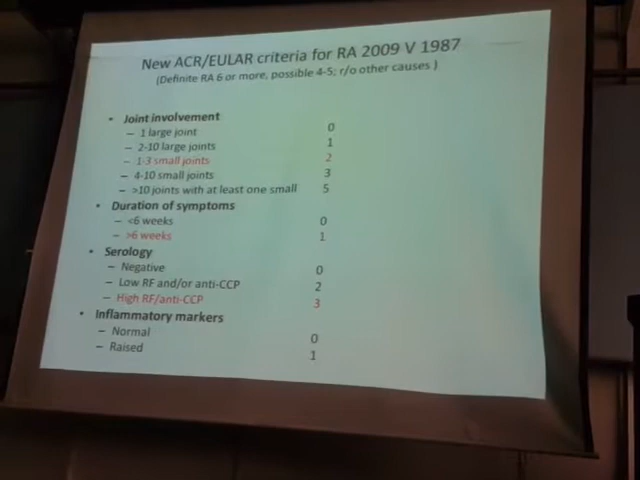 New ACR/EULAR criteria for RA 2009 V 1987
(Definite RA 6 or more, possible 4-5; r/o other causes )
• Joint involvement
– 1 large joint 0
– 2-10 large joints 1
– 1-3 small joints 2
– 4-10 small joints 3
– >10 joints with at least one small 5
• Duration of symptoms
– <6 weeks 0
– >6 weeks 1
• Serology
– Negative 0
– Low RF and/or anti-CCP 2
– High RF/anti-CCP 3
• Inflammatory markers
– Normal 0
– Raised 1